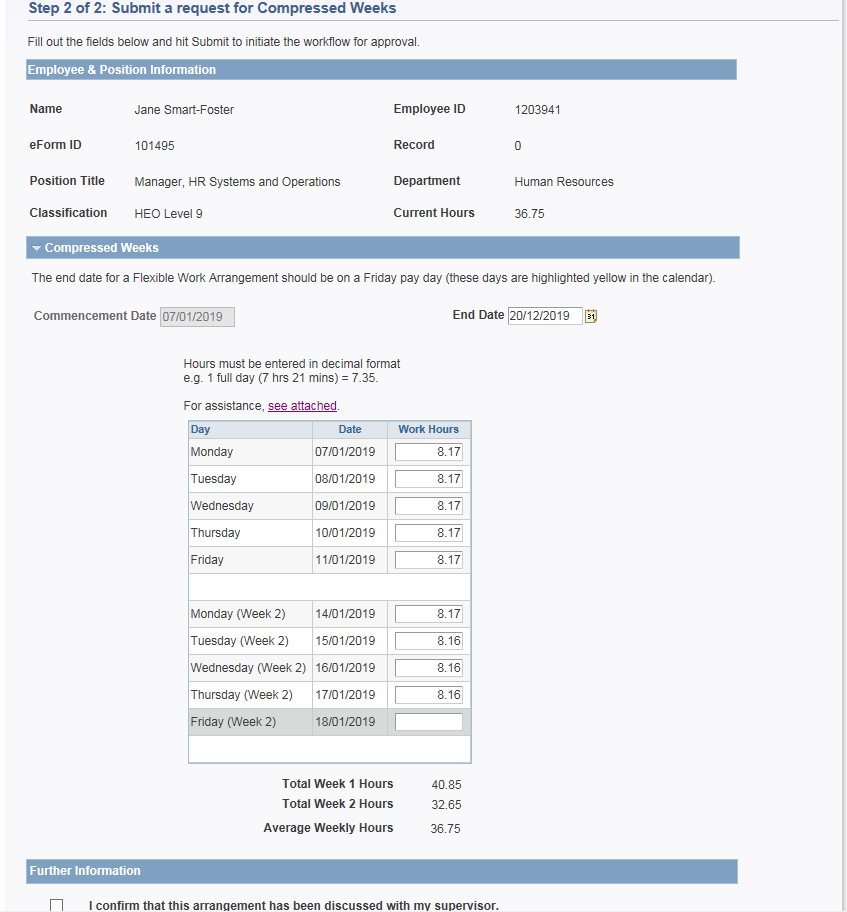 Step 2 of 2: Submit a request for Compressed Weeks
Fill out the fields below and hit Submit to initiate the workflow for approval.
Employee & Position Information
Name Jane Smart-Foster Employee ID 1203941
eForm ID 101495 Record 0
Position Title Manager, HR Systems and Operations Department Human Resources
Classification HEO Level 9 Current Hours 36.75
Compressed Weeks
The end date for a Flexible Work Arrangement should be on a Friday pay day (these days are highlighted yellow in the calendar).
Commencement Date 07/01/2019 End Date 20/12/2019 31
Hours must be entered in decimal format
e.g. 1 full day (7 hrs 21 mins) = 7.35.
For assistance, see attached.
Day Date Work Hours
Monday 07/01/2019 8.17
Tuesday 08/01/2019 8.17
Wednesday 09/01/2019 8.17
Thursday 10/01/2019 8.17
Friday 11/01/2019 8.17
Monday (Week 2) 14/01/2019 8.17
Tuesday (Week 2) 15/01/2019 8.16
Wednesday (Week 2) 16/01/2019 8.16
Thursday (Week 2) 17/01/2019 8.16
Friday (Week 2) 18/01/2019
Total Week 1 Hours 40.85
Total Week 2 Hours 32.65
Average Weekly Hours 36.75
Further Information
I confirm that this arrangement has been discussed with my supervisor.